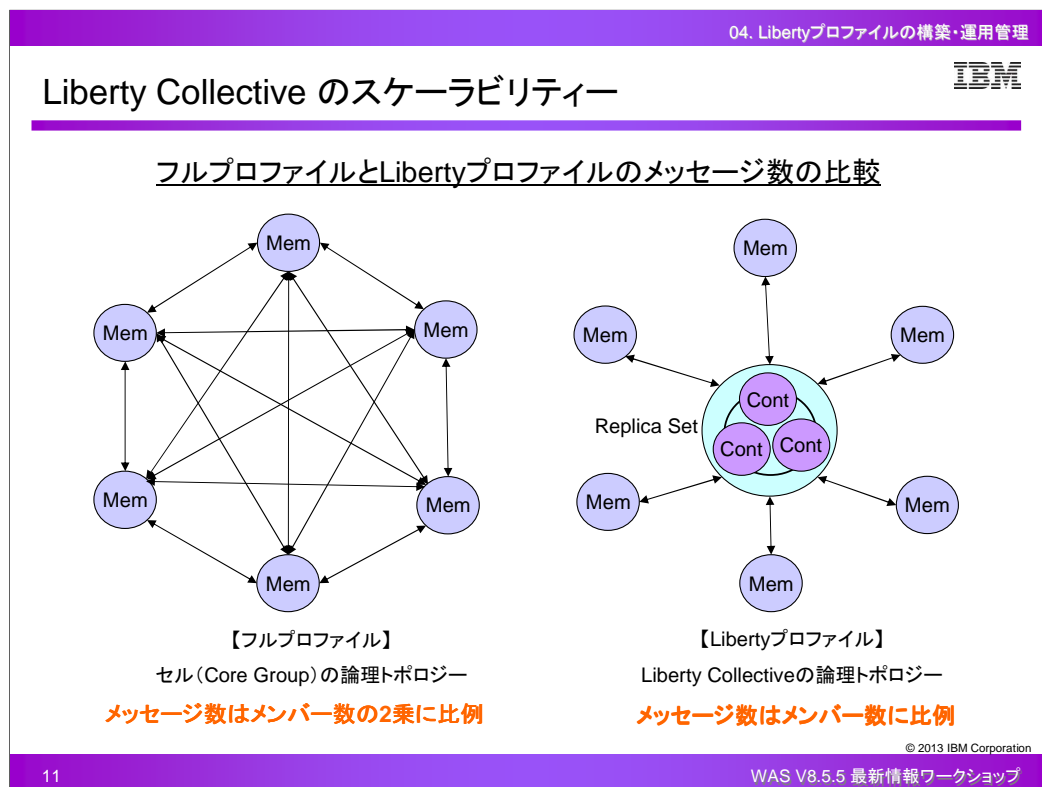 04. Libertyプロファイルの構築・運用管理
Liberty Collective のスケーラビリティー
IBM
フルプロファイルとLibertyプロファイルのメッセージ数の比較
Mem
Mem
Mem
Mem
Mem
Mem
Mem
Mem
Mem
Cont
Replica Set
Cont
Cont
Mem
Mem
Mem
【フルプロファイル】
セル（Core Group）の論理トポロジー
メッセージ数はメンバー数の2乗に比例
【Libertyプロファイル】
Liberty Collectiveの論理トポロジー
メッセージ数はメンバー数に比例
© 2013 IBM Corporation
11
WAS V8.5.5 最新情報ワークショップ